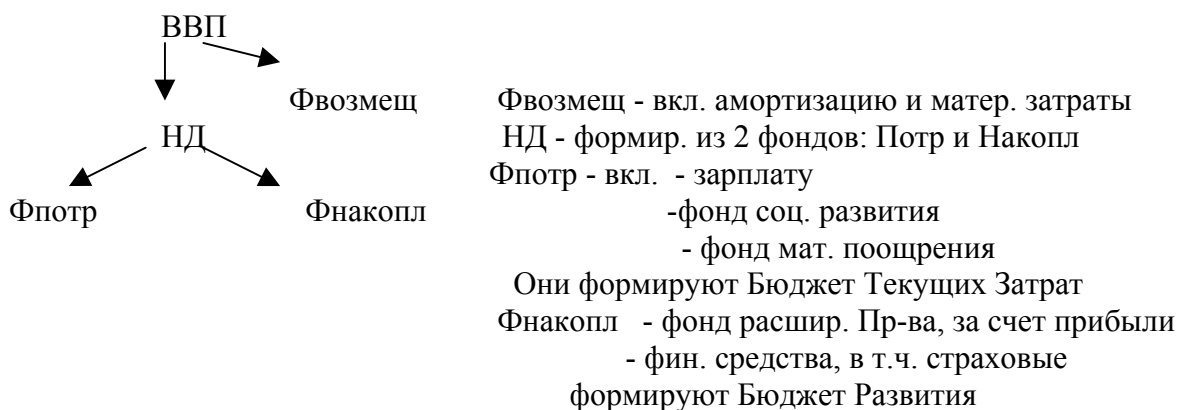 ВВП
Фвозмещ Фвозмещ - вкл. амортизацию и матер. затраты
НД НД - формир. из 2 фондов: Потр и Накопл
Фпотр - вкл. - зарплату
Фпотр Фнакопл -фонд соц. развития
- фонд мат. поощрения
Они формируют Бюджет Текущих Затрат
Фнакопл - фонд расшир. Пр-ва, за счет прибыли
- фин. средства, в т.ч. страховые
формируют Бюджет Развития